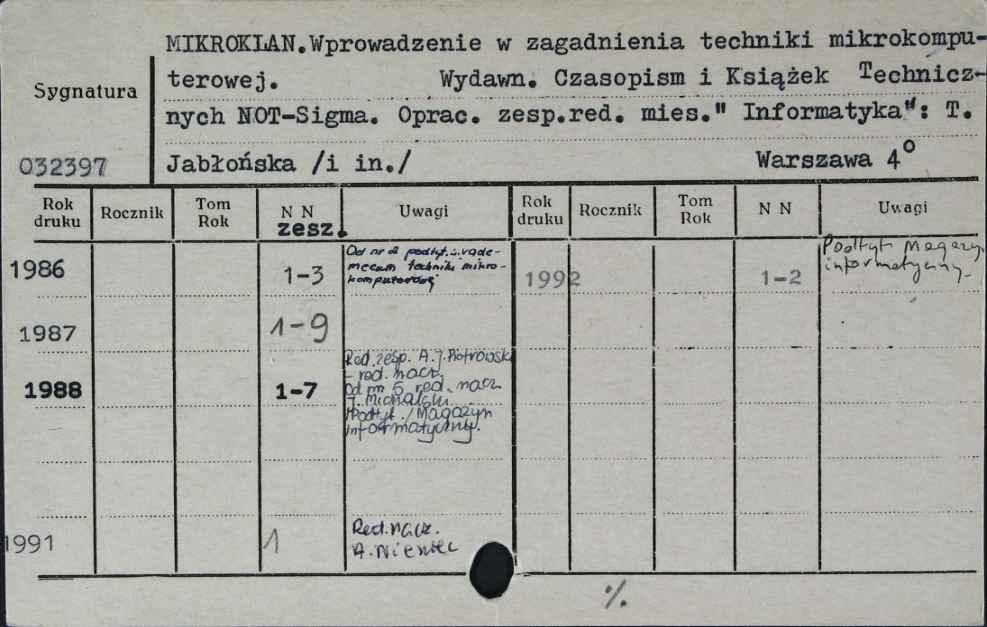 MIKROKLAN.Wprowadzenie w zagadnienia techniki mikrokompu-
terowej. Wydawn. Czasopism i Książek Technicz-
nych NOT-Sigma. Oprac. zesp.red. mies." Informatyka": T.
Jabłońska /i in./ Warszawa 4°
Sygnatura
032397
Rok druku Rocznik Tom Rok N N zesz. Uwagi Rok druku Rocznik Tom Rok N N Uwagi
1986 1-3
Od nr 2 podtyt.: vade-
mecum techniki mikro-
komputerowej
1992 1-2
Podtyt. Magazyn
informatyczny.
1987 1-9
1988 1-7
Red. zesp. A. J. Piotrowski
- red. nacz.
Od nr 5 red. nacz.
J. Michalski
Podtyt. / Magazyn
Informatyczny.
1991 1
Red. nacz.
A. Niemiec
%